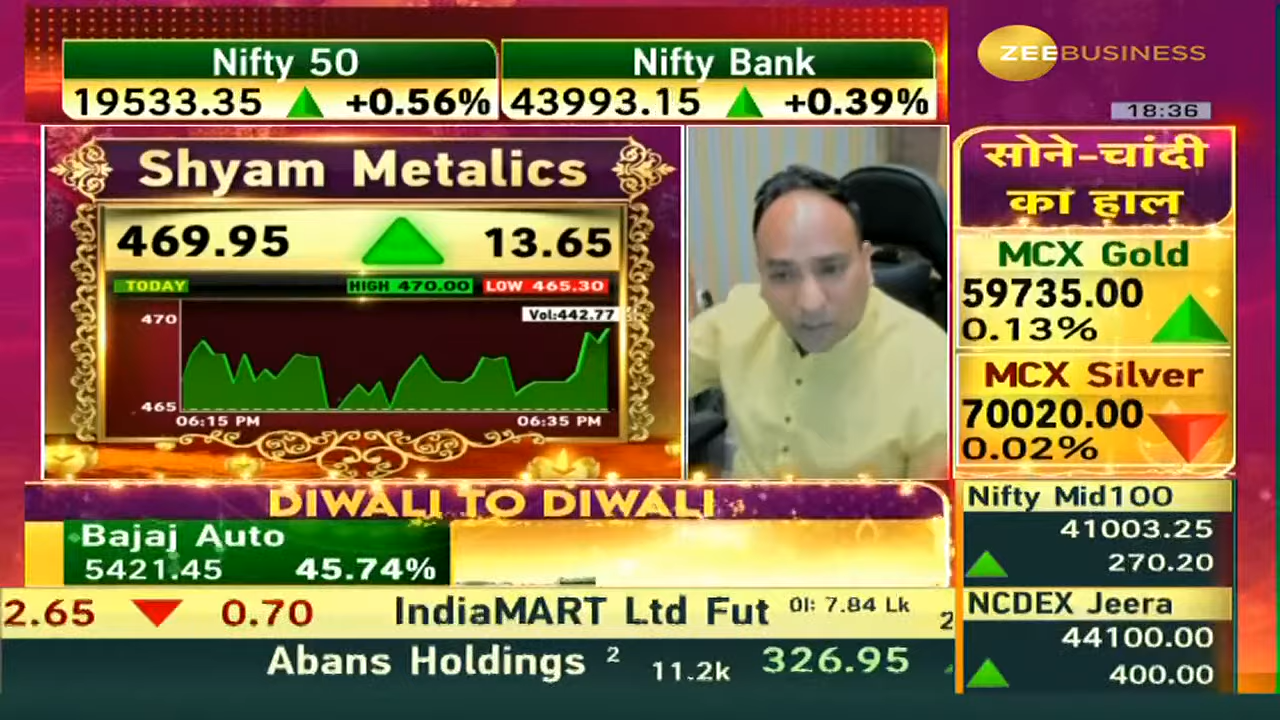 Nifty 50
19533.35 +0.56%
Nifty Bank
43993.15 +0.39%
ZEEBUSINESS
18:36
Shyam Metalics
469.95 13.65
TODAY HIGH 470.00 LOW 465.30
Vol:442.77
470
465
06:15 PM 06:35 PM
सोने-चांदी
का हाल
MCX Gold
59735.00
0.13%
MCX Silver
70020.00
0.02%
DIWALI TO DIWALI
Bajaj Auto
5421.45 45.74%
Nifty Mid100
41003.25
270.20
NCDEX Jeera
44100.00
400.00
2.65 0.70 IndiaMART Ltd Fut OI: 7.84 Lk 2
Abans Holdings 2 11.2k 326.95